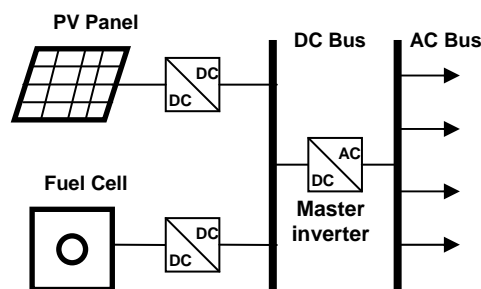 PV Panel
DC Bus
AC Bus
DC
DC
AC
DC
Fuel Cell
Master
inverter
DC
DC